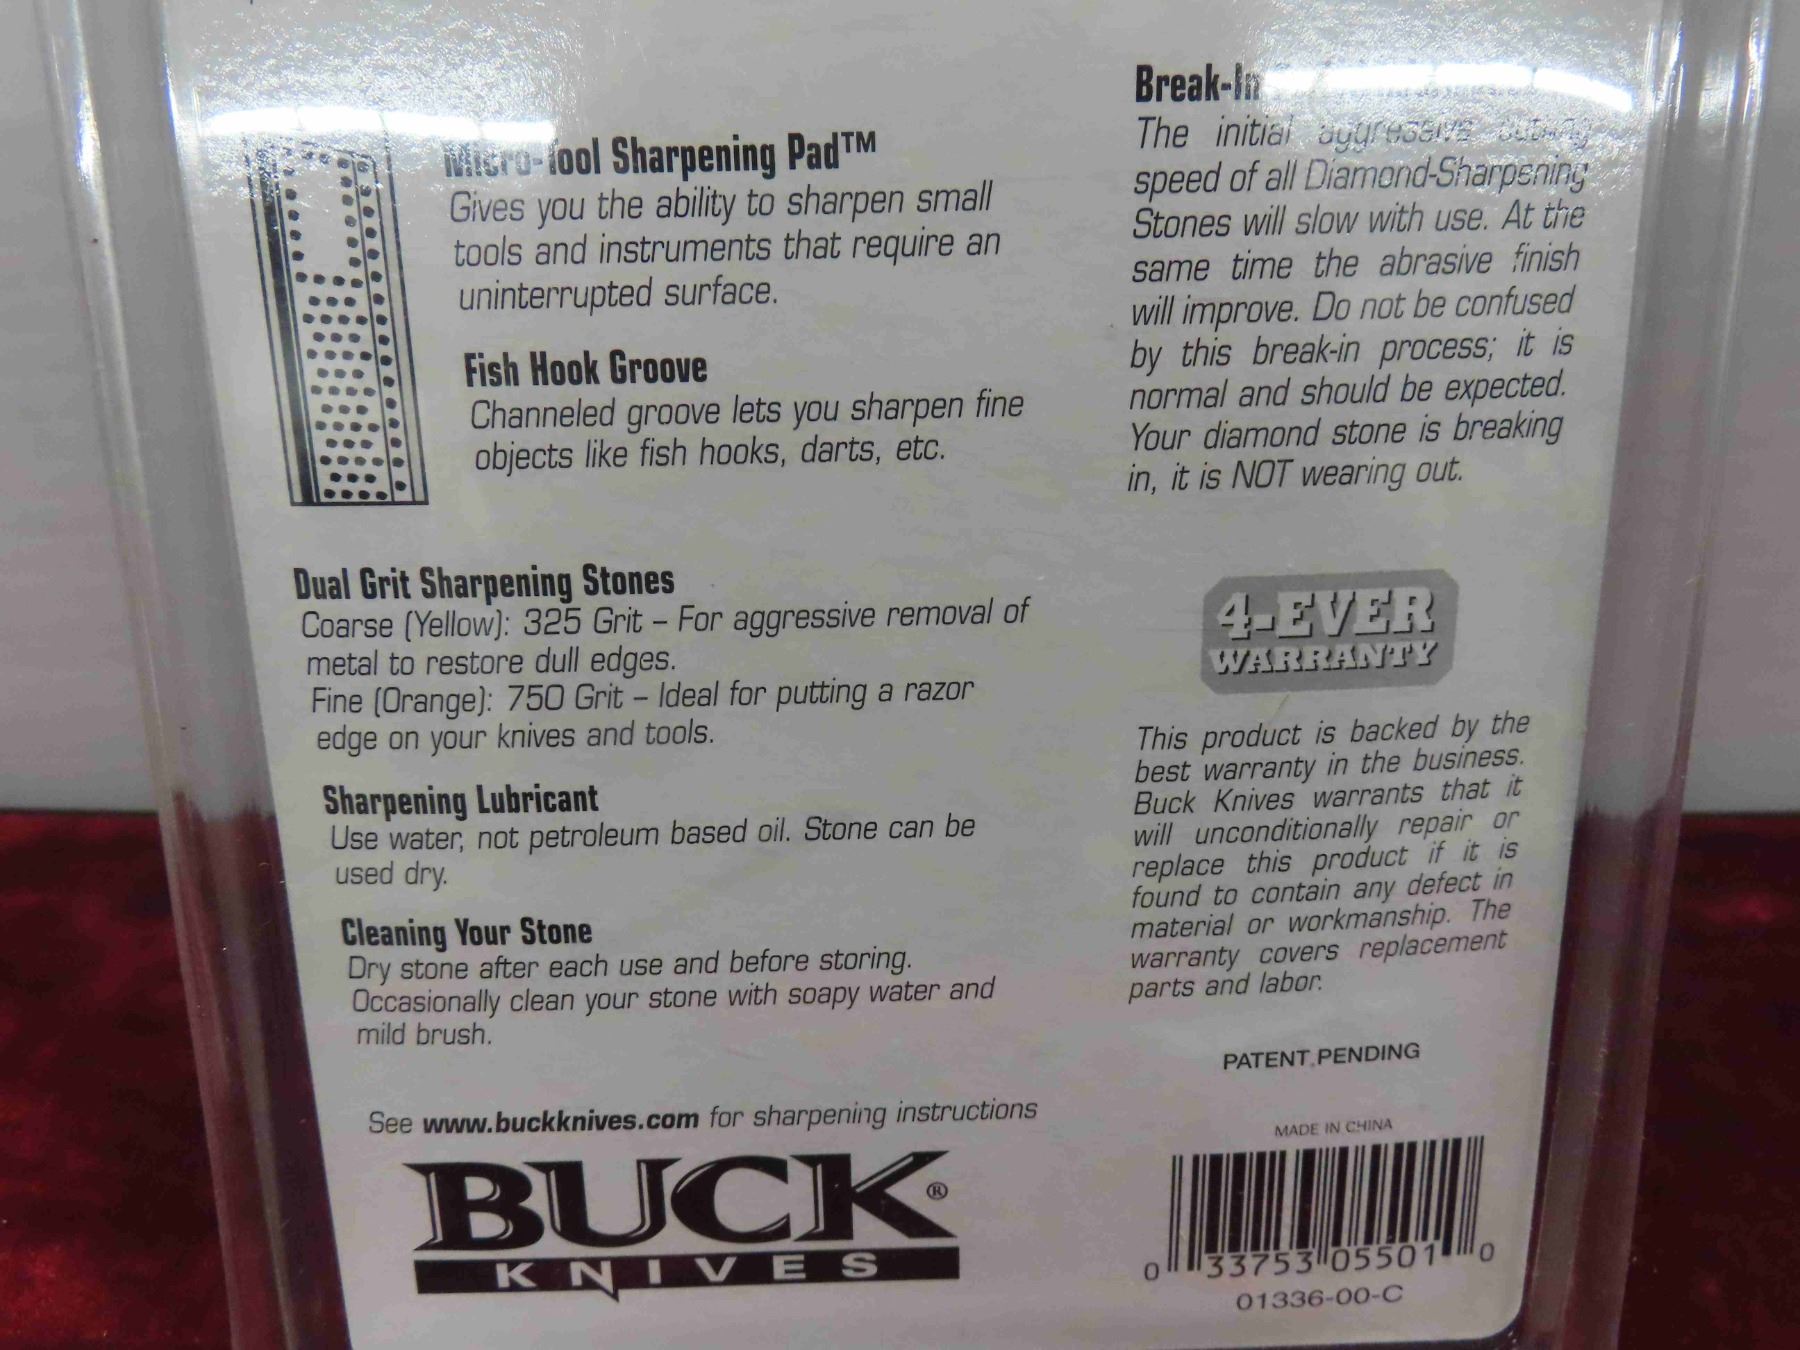 Micro-Tool Sharpening Pad™
Gives you the ability to sharpen small
tools and instruments that require an
uninterrupted surface.
Fish Hook Groove
Channeled groove lets you sharpen fine
objects like fish hooks, darts, etc.
Dual Grit Sharpening Stones
Coarse (Yellow): 325 Grit – For aggressive removal of
metal to restore dull edges.
Fine (Orange): 750 Grit – Ideal for putting a razor
edge on your knives and tools.
Sharpening Lubricant
Use water, not petroleum based oil. Stone can be
used dry.
Cleaning Your Stone
Dry stone after each use and before storing.
Occasionally clean your stone with soapy water and
mild brush.
See www.buckknives.com for sharpening instructions
BUCK®
KNIVES
Break-In
The initial aggressive cutting
speed of all Diamond-Sharpening
Stones will slow with use. At the
same time the abrasive finish
will improve. Do not be confused
by this break-in process; it is
normal and should be expected.
Your diamond stone is breaking
in, it is NOT wearing out.
4-EVER
WARRANTY
This product is backed by the
best warranty in the business.
Buck Knives warrants that it
will unconditionally repair or
replace this product if it is
found to contain any defect in
material or workmanship. The
warranty covers replacement
parts and labor.
PATENT PENDING
MADE IN CHINA
0 33753 05501 0
01336-00-C